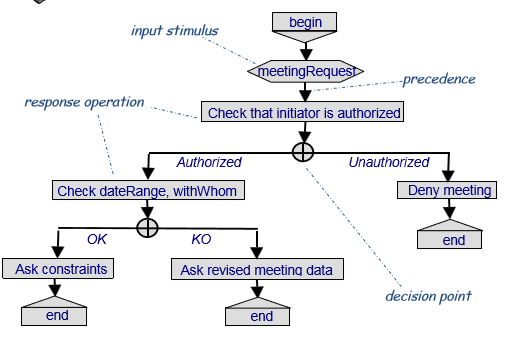 begin
input stimulus
meetingRequest
precedence
response operation
Check that initiator is authorized
Authorized
Unauthorized
Check dateRange, withWhom
Deny meeting
OK
KO
end
Ask constraints
Ask revised meeting data
decision point
end
end